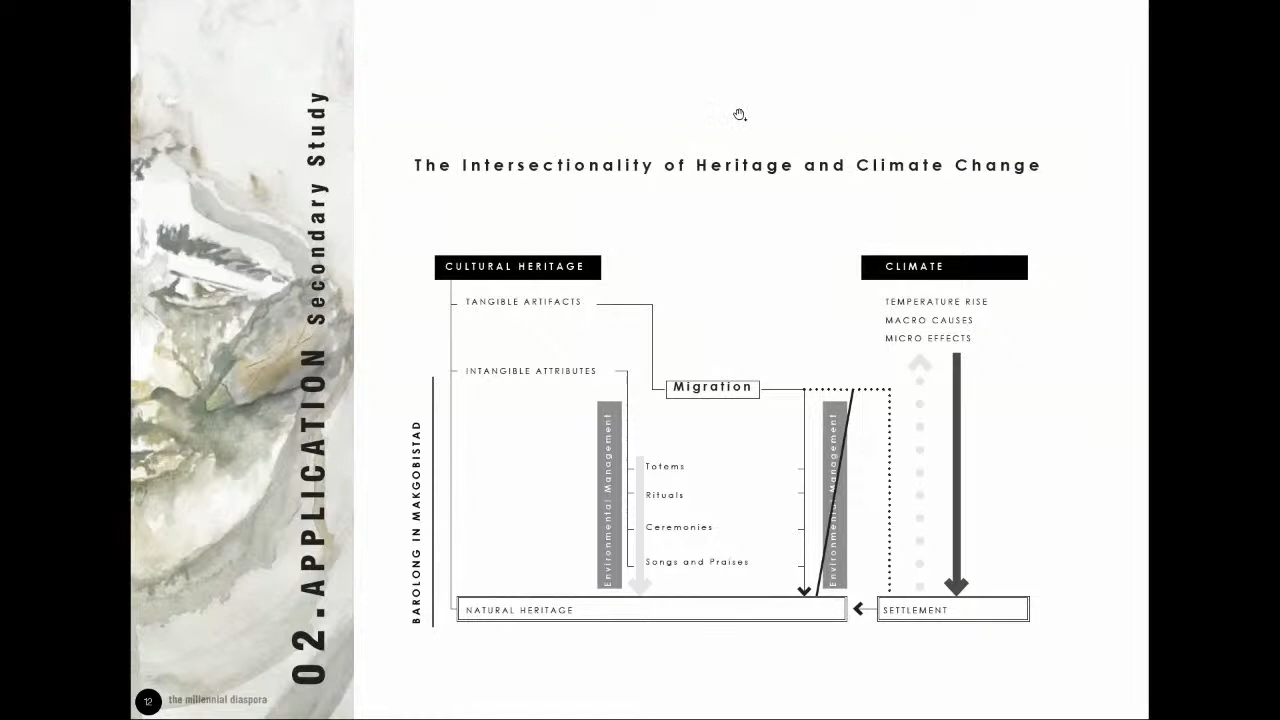 02.APPLICATION Secondary Study
The Intersectionality of Heritage and Climate Change
CULTURAL HERITAGE
CLIMATE
TANGIBLE ARTIFACTS
TEMPERATURE RISE
MACRO CAUSES
MICRO EFFECTS
INTANGIBLE ATTRIBUTES
Migration
BAROLONG IN MAKGOBISTAD
Environmental Management
Totems
Rituals
Ceremonies
Songs and Praises
Environmental Management
NATURAL HERITAGE
SETTLEMENT
12
the millennial diaspora